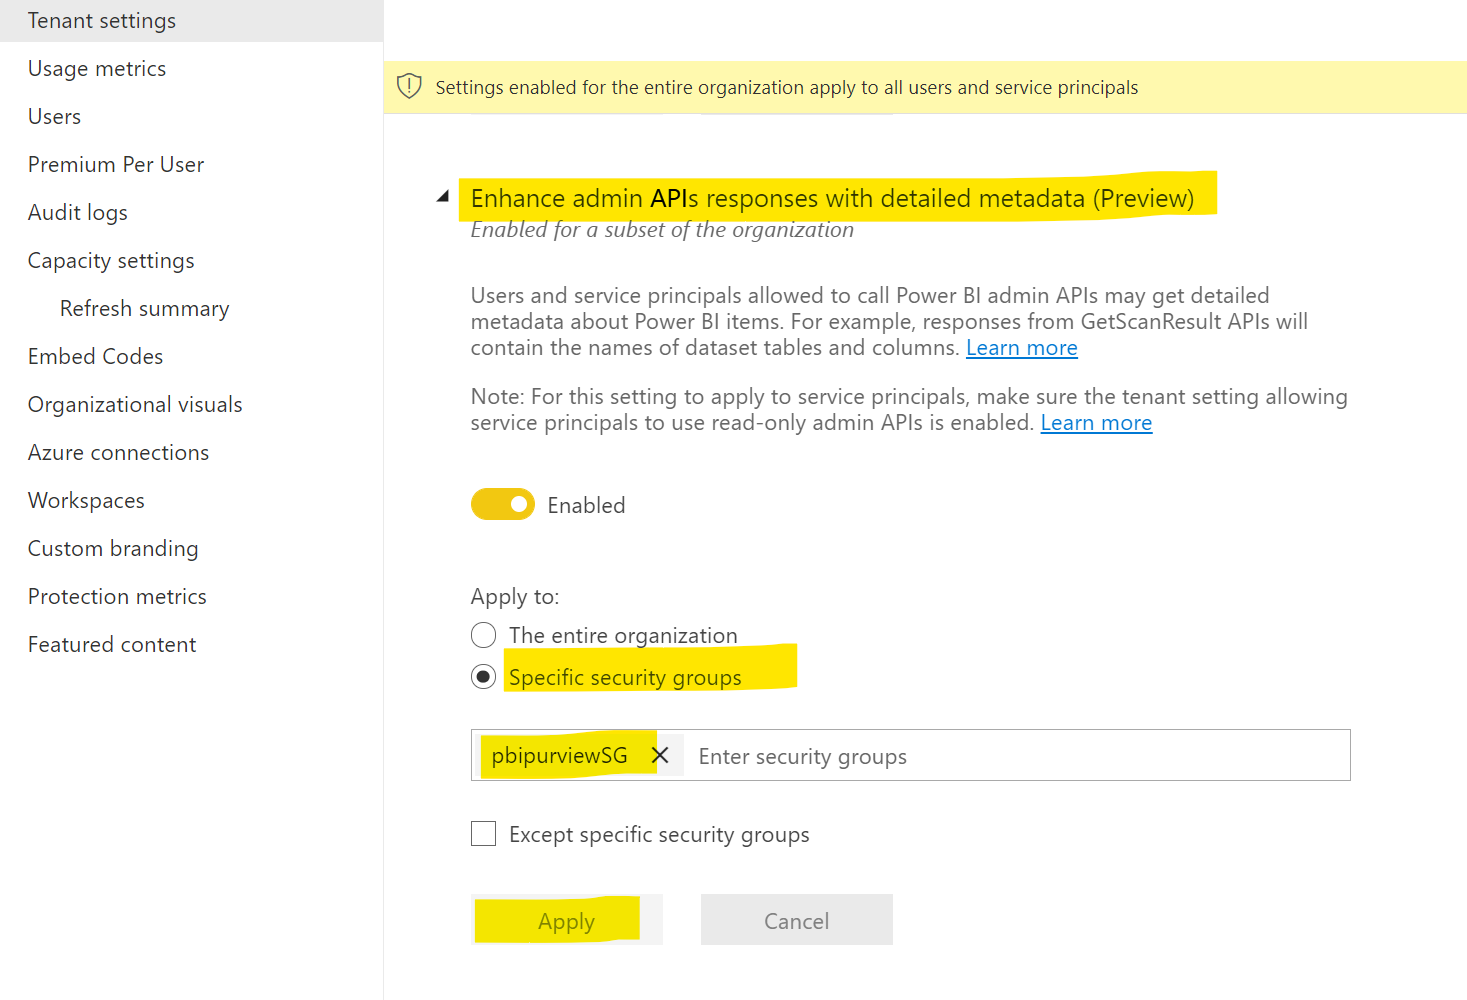 Tenant settings
Usage metrics
Users
Premium Per User
Audit logs
Capacity settings
Refresh summary
Embed Codes
Organizational visuals
Azure connections
Workspaces
Custom branding
Protection metrics
Featured content
Settings enabled for the entire organization apply to all users and service principals
Enhance admin APIs responses with detailed metadata (Preview)
Enabled for a subset of the organization
Users and service principals allowed to call Power BI admin APIs may get detailed
metadata about Power BI items. For example, responses from GetScanResult APIs will
contain the names of dataset tables and columns. Learn more
Note: For this setting to apply to service principals, make sure the tenant setting allowing
service principals to use read-only admin APIs is enabled. Learn more
Enabled
Apply to:
The entire organization
Specific security groups
pbipurviewSG Enter security groups
Except specific security groups
Apply Cancel